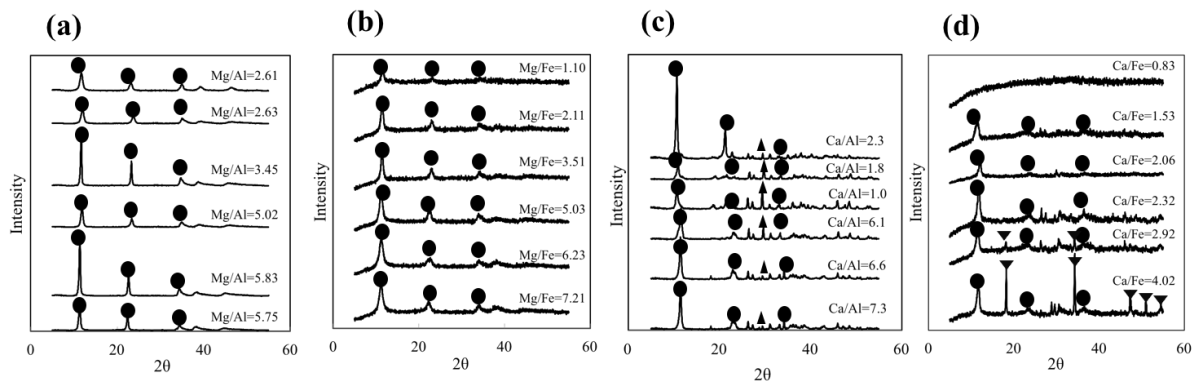 (a)
Intensity
Mg/Al=2.61
Mg/Al=2.63
Mg/Al=3.45
Mg/Al=5.02
Mg/Al=5.83
Mg/Al=5.75
0 20 40 60
2θ
(b)
Intensity
Mg/Fe=1.10
Mg/Fe=2.11
Mg/Fe=3.51
Mg/Fe=5.03
Mg/Fe=6.23
Mg/Fe=7.21
0 20 40 60
2θ
(c)
Intensity
Ca/Al=2.3
Ca/Al=1.8
Ca/Al=1.0
Ca/Al=6.1
Ca/Al=6.6
Ca/Al=7.3
0 20 40 60
2θ
(d)
Intensity
Ca/Fe=0.83
Ca/Fe=1.53
Ca/Fe=2.06
Ca/Fe=2.32
Ca/Fe=2.92
Ca/Fe=4.02
0 20 40 60
2θ